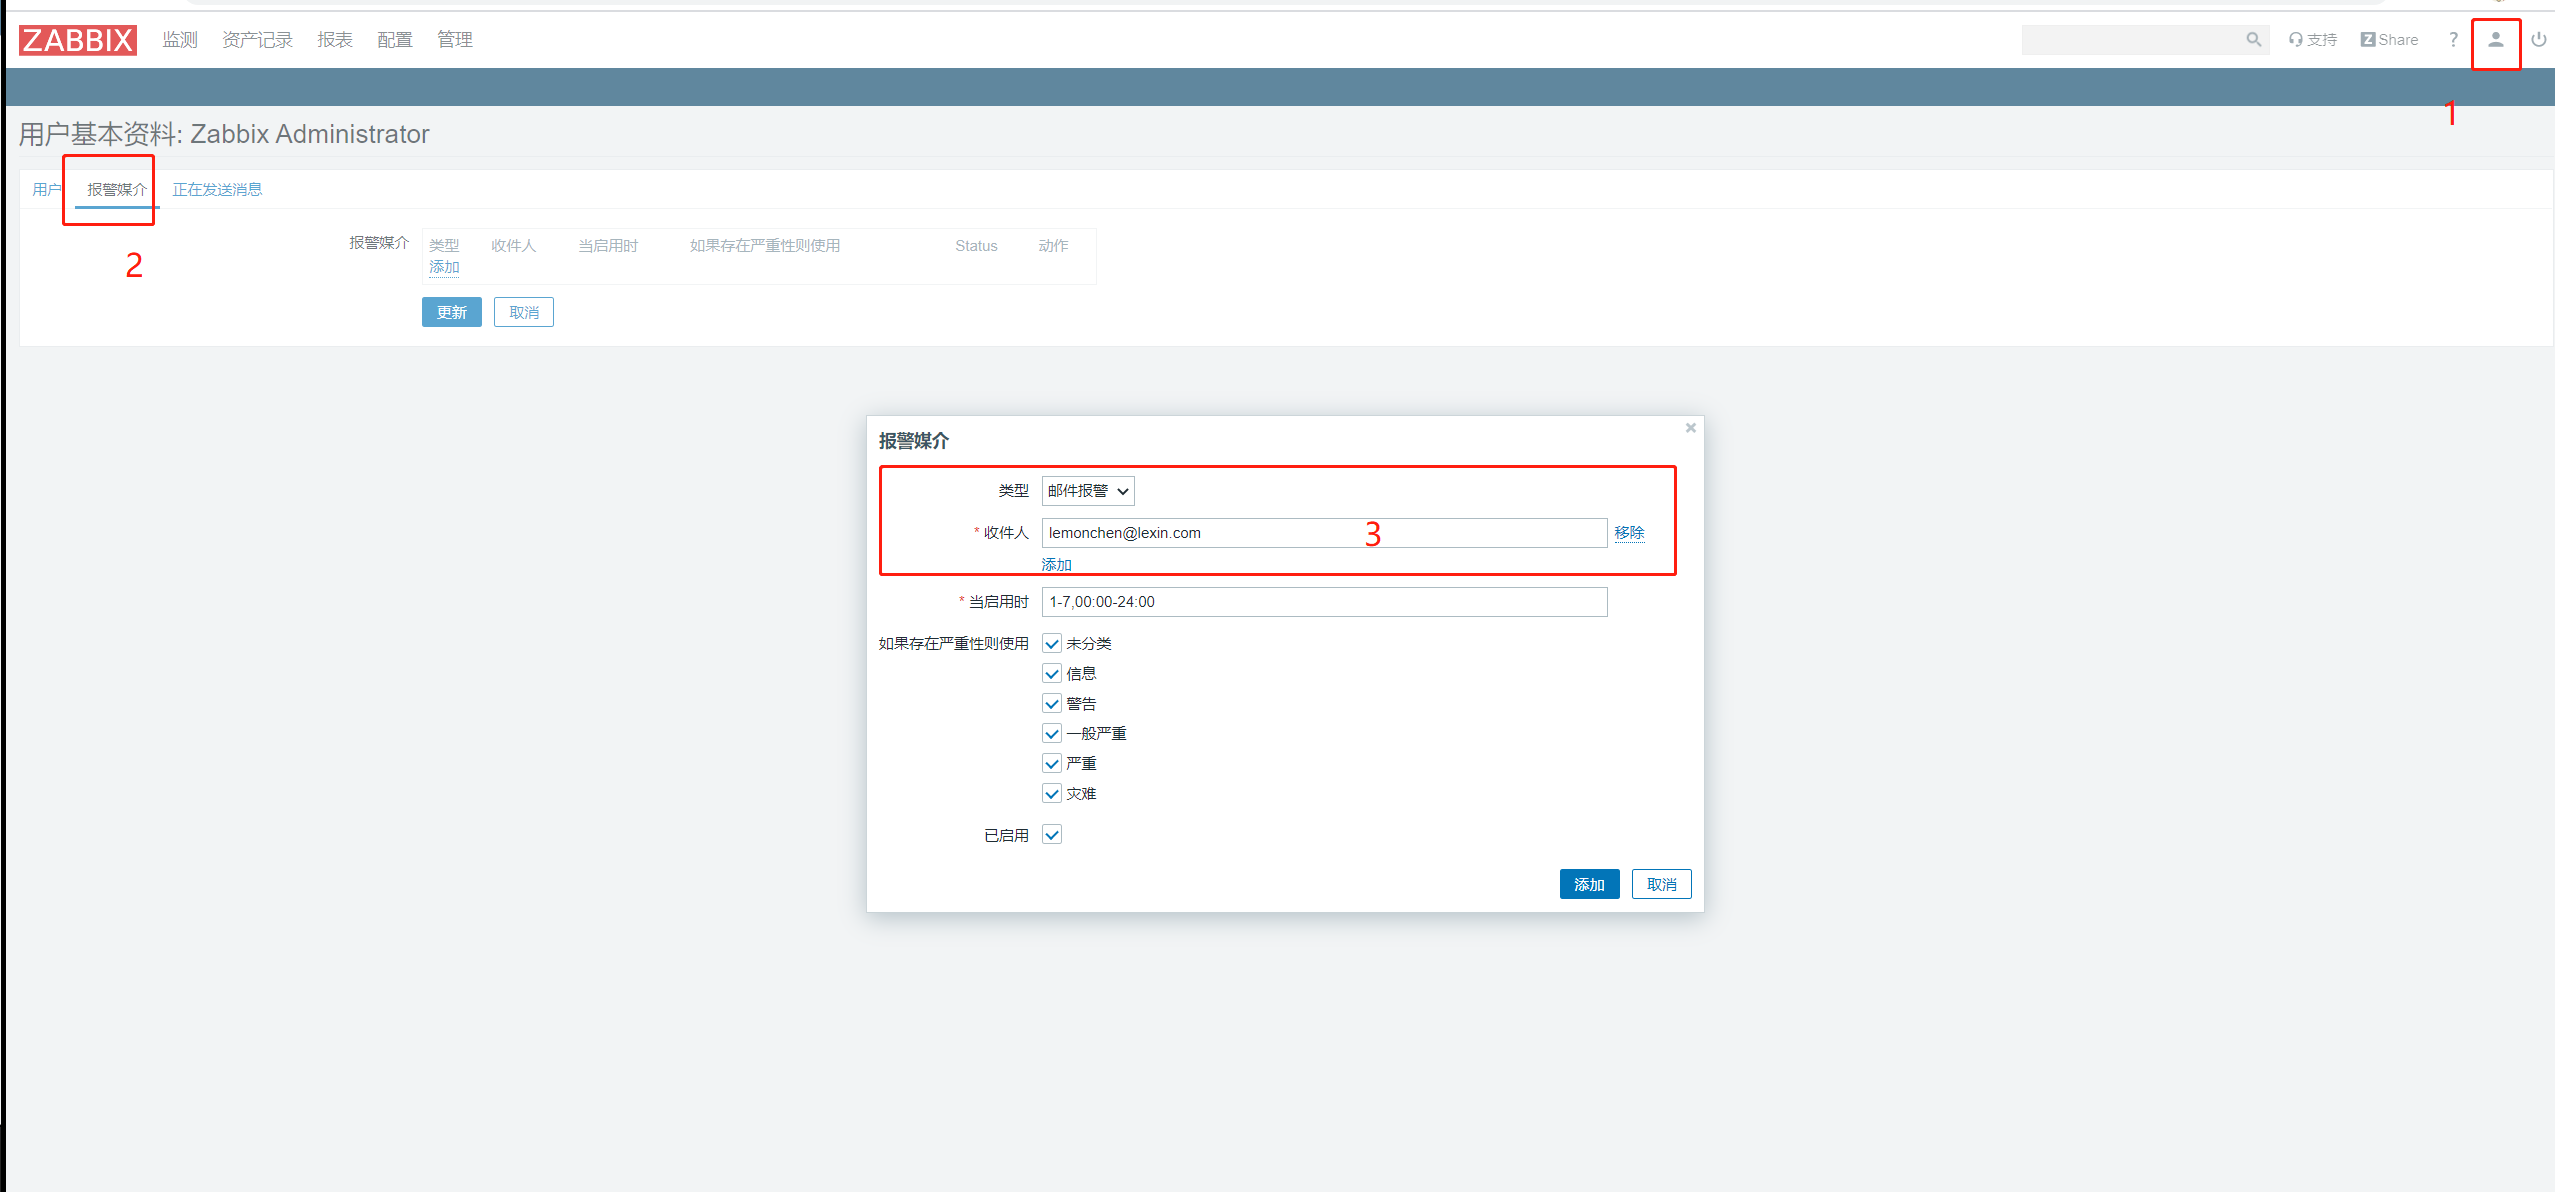 ZABBIX 监测 资产记录 报表 配置 管理 支持 Z Share ?
1
用户基本资料: Zabbix Administrator
用户 报警媒介 正在发送消息
2
报警媒介 类型 收件人 当启用时 如果存在严重性则使用 Status 动作
添加
更新 取消
报警媒介
类型 邮件报警
* 收件人 lemonchen@lexin.com 3 移除
添加
* 当启用时 1-7,00:00-24:00
如果存在严重性则使用 未分类
信息
警告
一般严重
严重
灾难
已启用
添加 取消